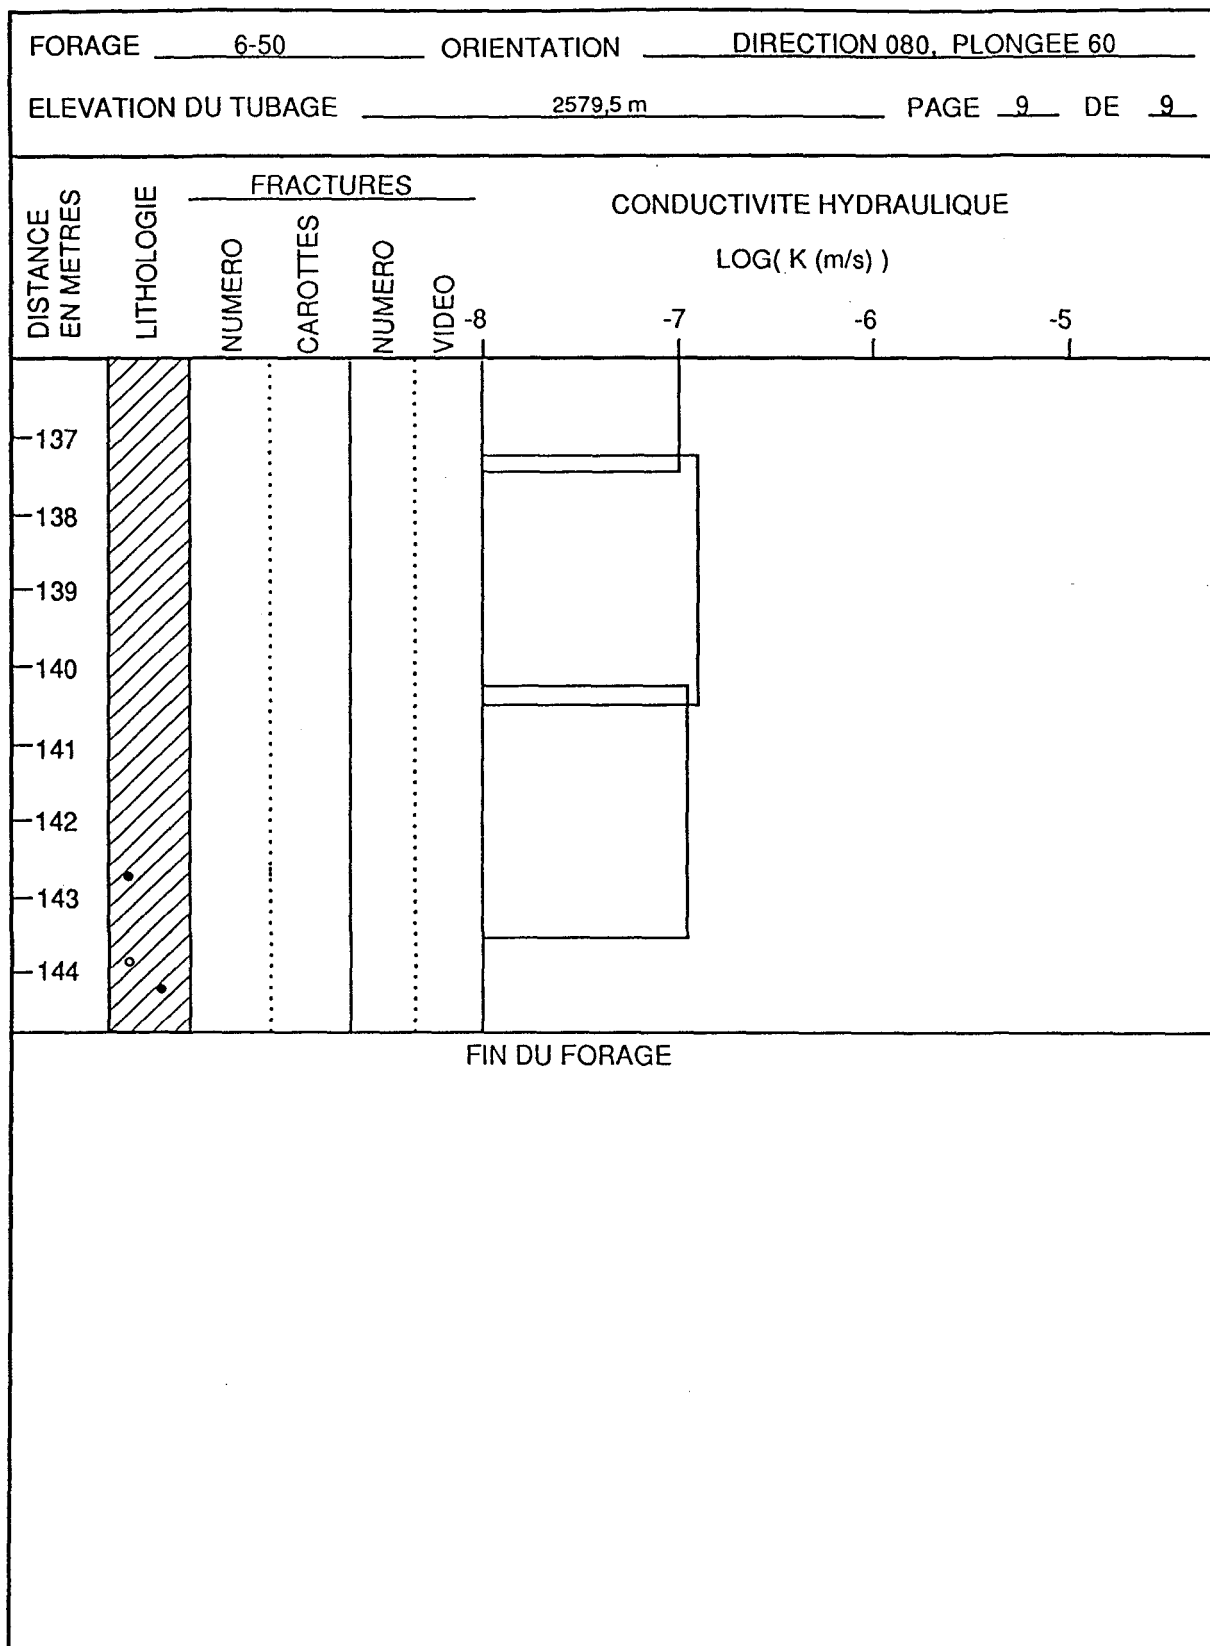 FORAGE 6-50 ORIENTATION DIRECTION 080, PLONGEE 60
ELEVATION DU TUBAGE 2579,5 m PAGE 9 DE 9
DISTANCE EN METRES
LITHOLOGIE
FRACTURES
NUMERO
CAROTTES
NUMERO
VIDEO
CONDUCTIVITE HYDRAULIQUE
LOG( K (m/s) )
-8 -7 -6 -5
137
138
139
140
141
142
143
144
FIN DU FORAGE